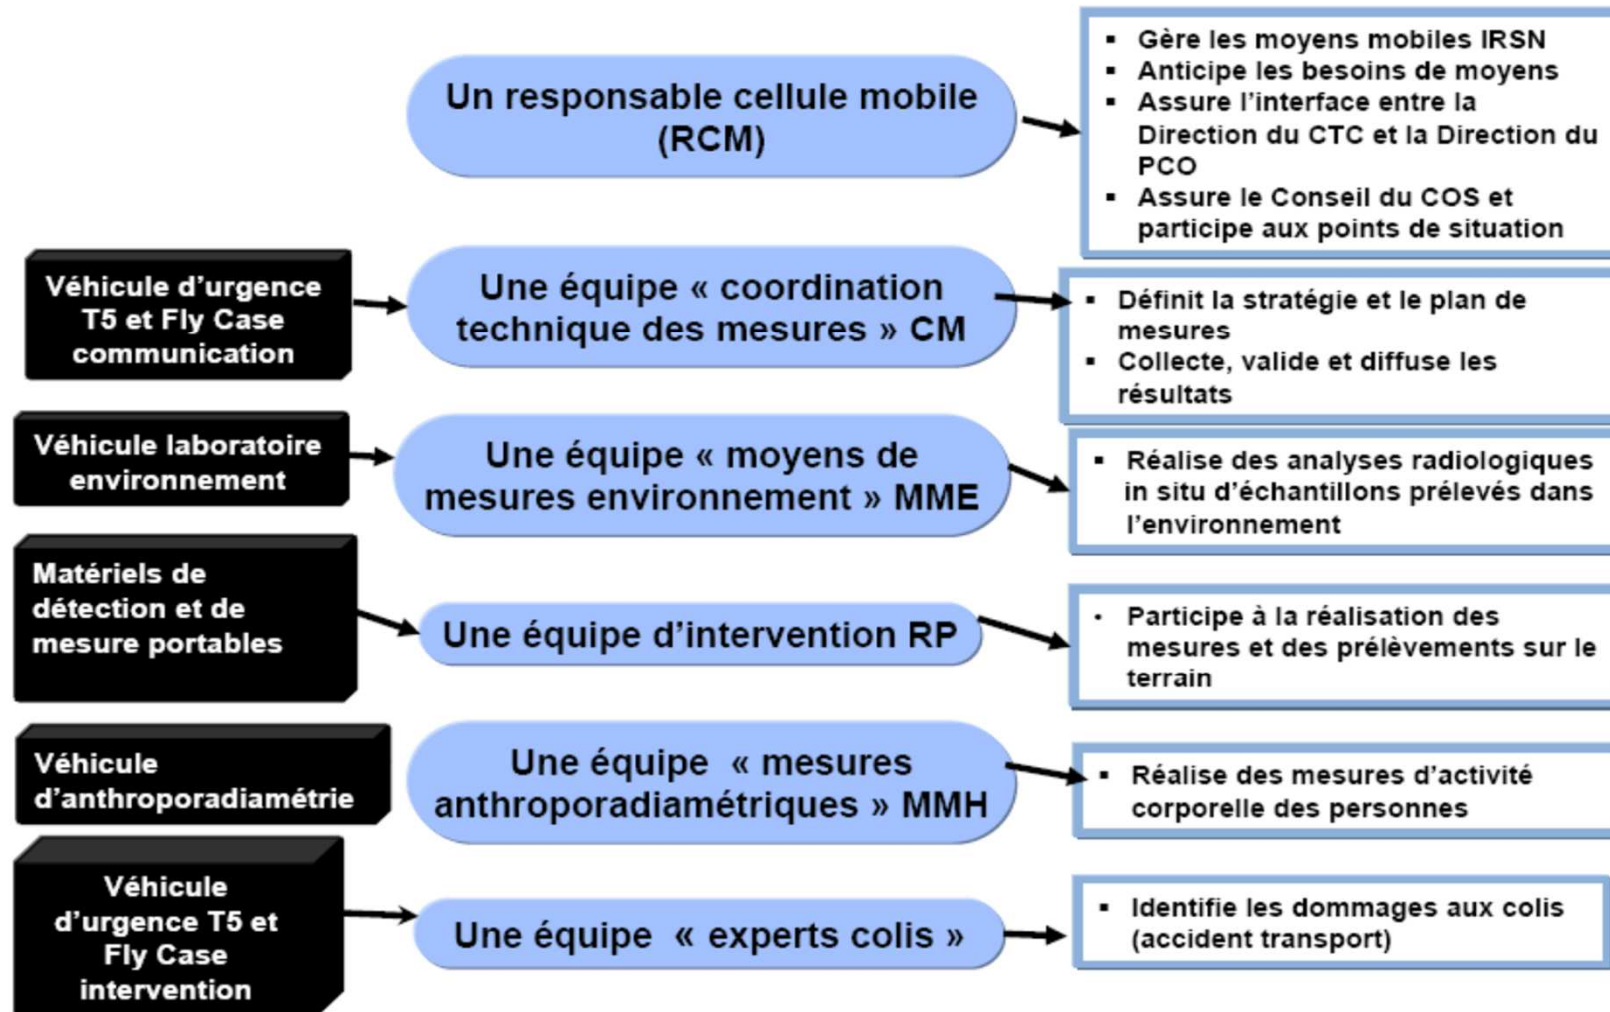 Un responsable cellule mobile
(RCM)
▪ Gère les moyens mobiles IRSN
▪ Anticipe les besoins de moyens
▪ Assure l'interface entre la
Direction du CTC et la Direction du
PCO
▪ Assure le Conseil du COS et
participe aux points de situation
Véhicule d'urgence
T5 et Fly Case
communication
Une équipe « coordination
technique des mesures » CM
▪ Définit la stratégie et le plan de
mesures
▪ Collecte, valide et diffuse les
résultats
Véhicule laboratoire
environnement
Une équipe « moyens de
mesures environnement » MME
▪ Réalise des analyses radiologiques
in situ d'échantillons prélevés dans
l'environnement
Matériels de
détection et de
mesure portables
Une équipe d'intervention RP
· Participe à la réalisation des
mesures et des prélèvements sur le
terrain
Véhicule
d'anthroporadiamétrie
Une équipe « mesures
anthroporadiamétriques » MMH
▪ Réalise des mesures d'activité
corporelle des personnes
Véhicule
d'urgence T5 et
Fly Case
intervention
Une équipe « experts colis »
▪ Identifie les dommages aux colis
(accident transport)